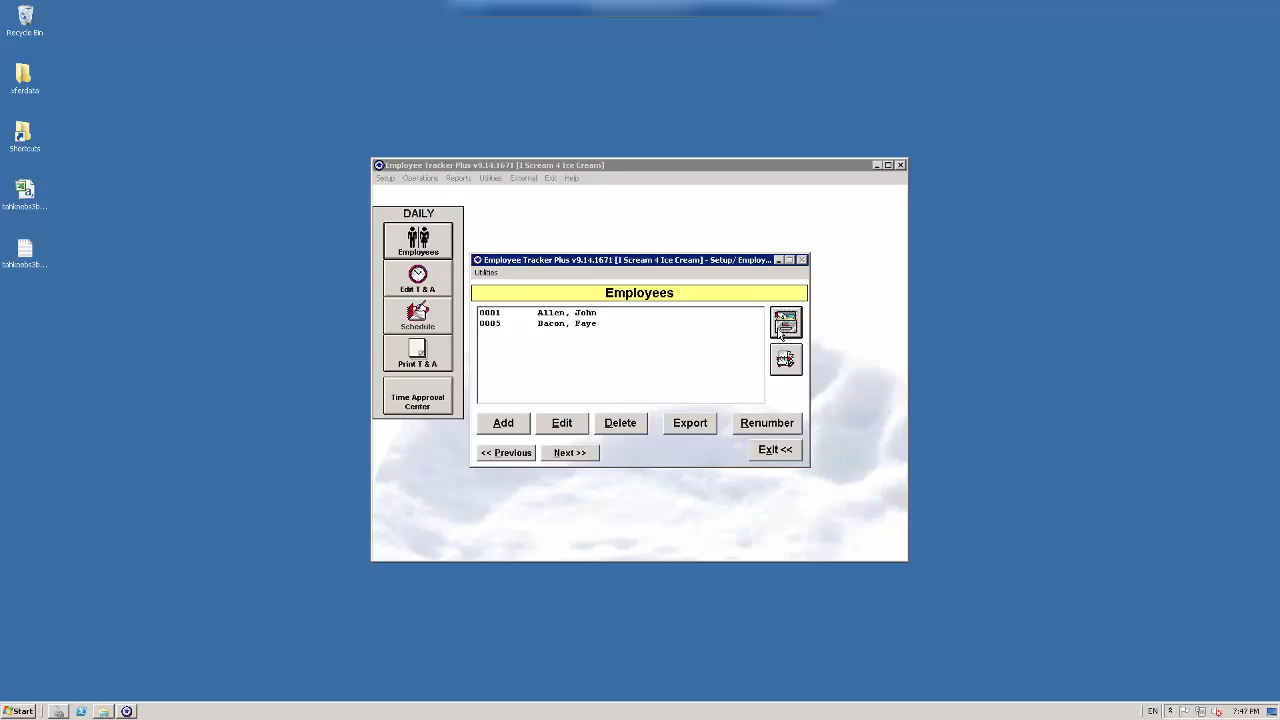 Recycle Bin
xferdata
Shortcuts
tahknebs3b...
tahknebs3b...
Employee Tracker Plus v9.14.1671 [I Scream 4 Ice Cream]
Setup Operations Reports Utilities External Exit Help
DAILY
Employees
Edit T & A
Schedule
Print T & A
Time Approval
Center
Employee Tracker Plus v9.14.1671 [I Scream 4 Ice Cream] - Setup/ Employ...
Utilities
Employees
0001 Allen, John
0005 Bacon, Faye
Add Edit Delete Export Renumber
<< Previous Next >> Exit <<
Start EN 7:47 PM